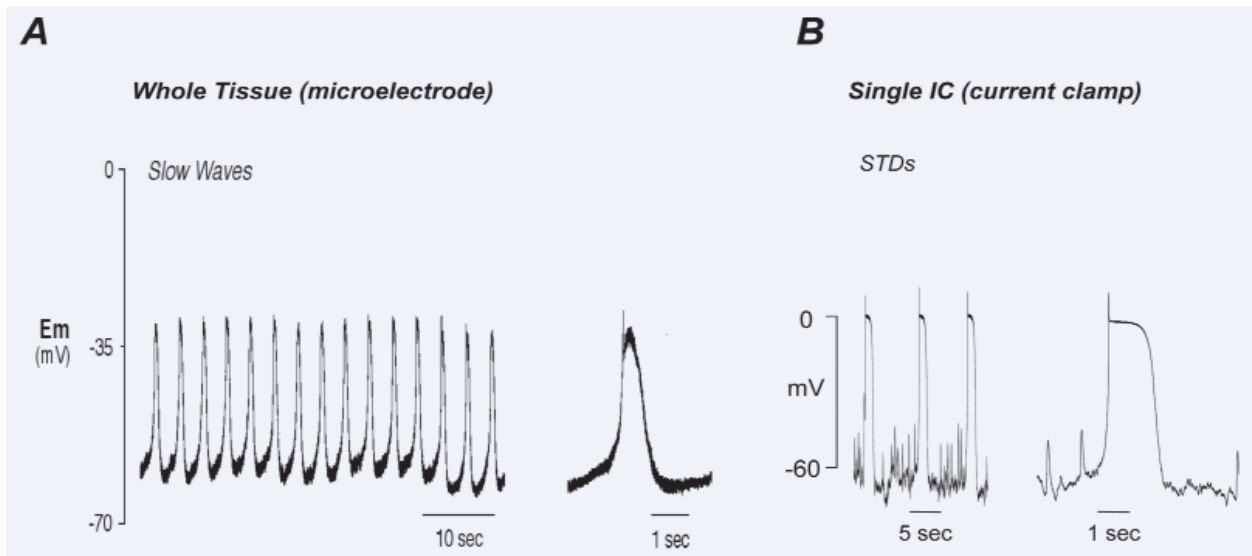 A
B
Whole Tissue (microelectrode)
Single IC (current clamp)
0
Slow Waves
STDs
Em
(mV)
-35
-70
10 sec
1 sec
0
mV
-60
5 sec
1 sec